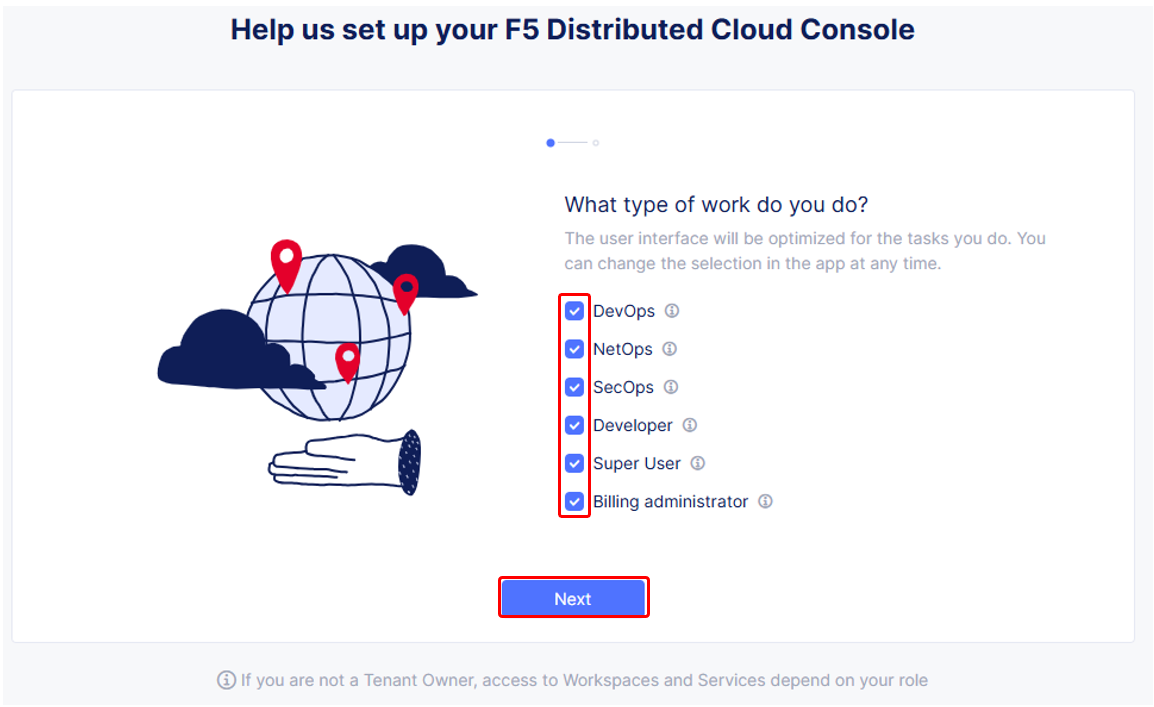 Help us set up your F5 Distributed Cloud Console
What type of work do you do?
The user interface will be optimized for the tasks you do. You
can change the selection in the app at any time.
DevOps
NetOps
SecOps
Developer
Super User
Billing administrator
Next
If you are not a Tenant Owner, access to Workspaces and Services depend on your role